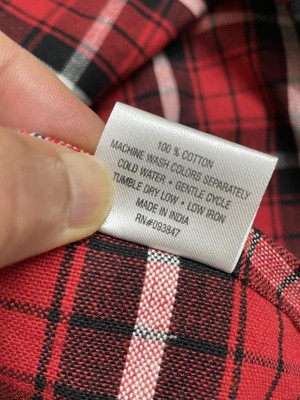 100 % COTTON
MACHINE WASH COLORS SEPARATELY
COLD WATER • GENTLE CYCLE
TUMBLE DRY LOW • LOW IRON
MADE IN INDIA
RN#093847